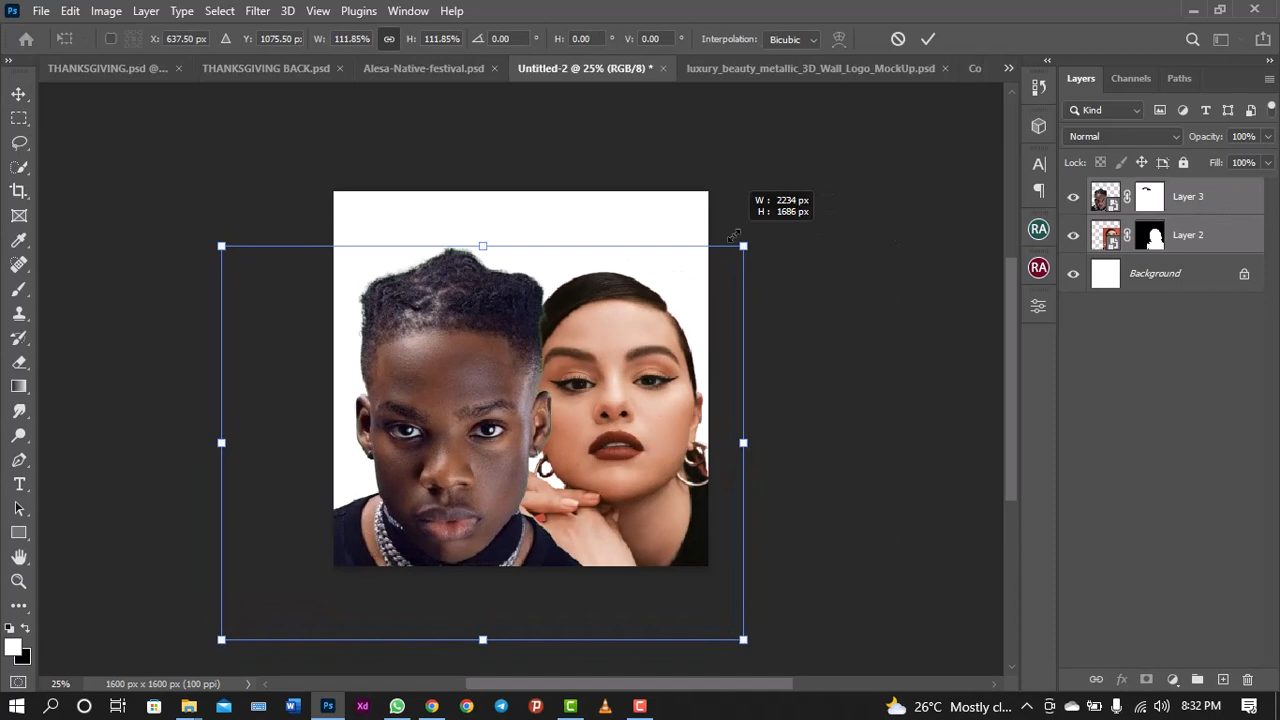 Ps File Edit Image Layer Type Select Filter 3D View Plugins Window Help
X: 637.50 px Y: 1075.50 px W: 111.85% H: 111.85% 0.00 ° H: 0.00 ° V: 0.00 ° Interpolation: Bicubic
THANKSGIVING.psd @... × THANKSGIVING BACK.psd × Alesa-Native-festival.psd × Untitled-2 @ 25% (RGB/8) * × luxury_beauty_metallic_3D_Wall_Logo_MockUp.psd × Co
Layers Channels Paths
Kind
Normal Opacity: 100%
Lock: Fill: 100%
W : 2234 px
H : 1686 px
Layer 3
RA Layer 2
RA Background
25% 1600 px x 1600 px (100 ppi)
Ps Xd 26°C Mostly cl... 8:32 PM